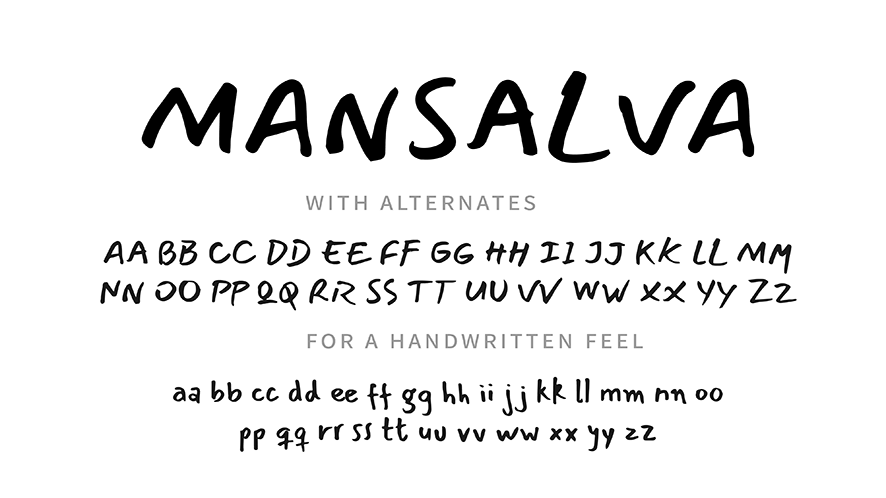 MANSALVA
WITH ALTERNATES
AA BB CC DD EE FF GG HH II JJ KK LL MM
NN OO PP QQ RR SS TT UU VV WW XX YY ZZ
FOR A HANDWRITTEN FEEL
aa bb cc dd ee ff gg hh ii jj kk ll mm nn oo
pp qq rr ss tt uu vv ww xx yy zz